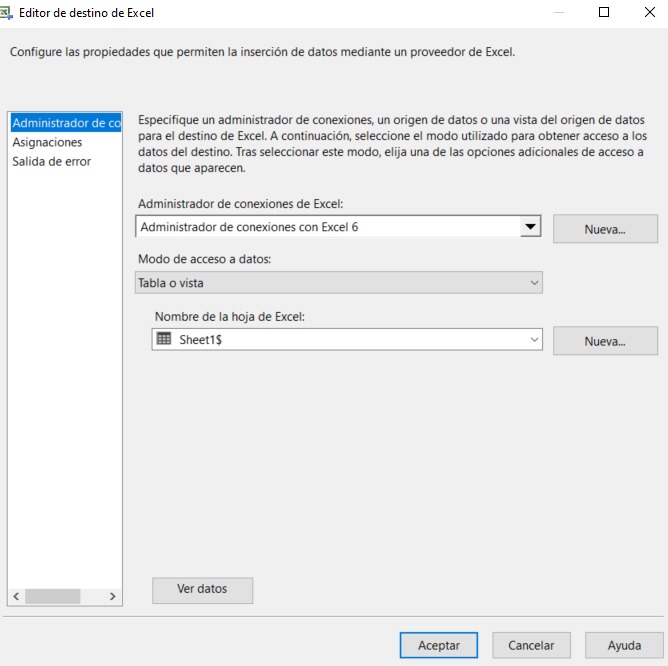 Editor de destino de Excel
Configure las propiedades que permiten la inserción de datos mediante un proveedor de Excel.
Administrador de co
Asignaciones
Salida de error
Especifique un administrador de conexiones, un origen de datos o una vista del origen de datos
para el destino de Excel. A continuación, seleccione el modo utilizado para obtener acceso a los
datos del destino. Tras seleccionar este modo, elija una de las opciones adicionales de acceso a
datos que aparecen.
Administrador de conexiones de Excel:
Administrador de conexiones con Excel 6
Nueva...
Modo de acceso a datos:
Tabla o vista
Nombre de la hoja de Excel:
Sheet1$
Nueva...
Ver datos
Aceptar
Cancelar
Ayuda